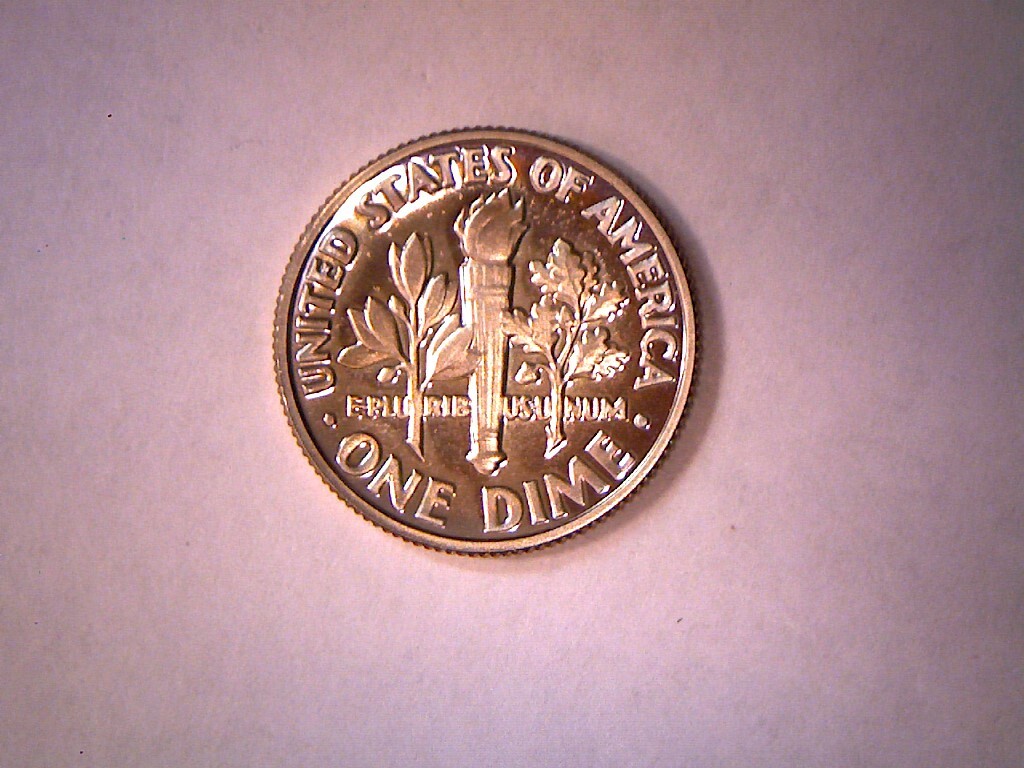 UNITED STATES OF AMERICA
E PLURIBUS UNUM
• ONE DIME •